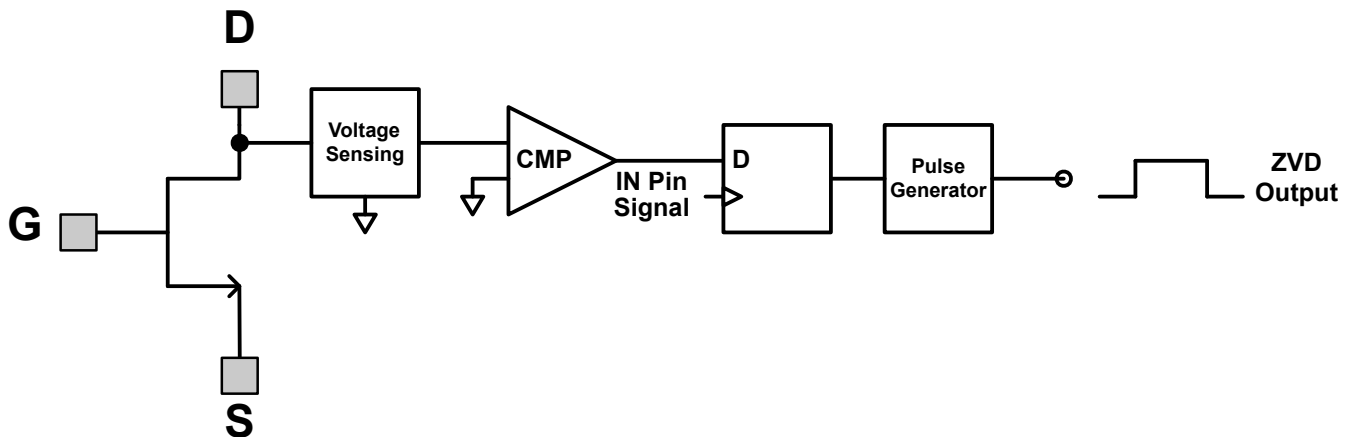 D
Voltage
Sensing
CMP
IN Pin
Signal
D
Pulse
Generator
ZVD
Output
G
S